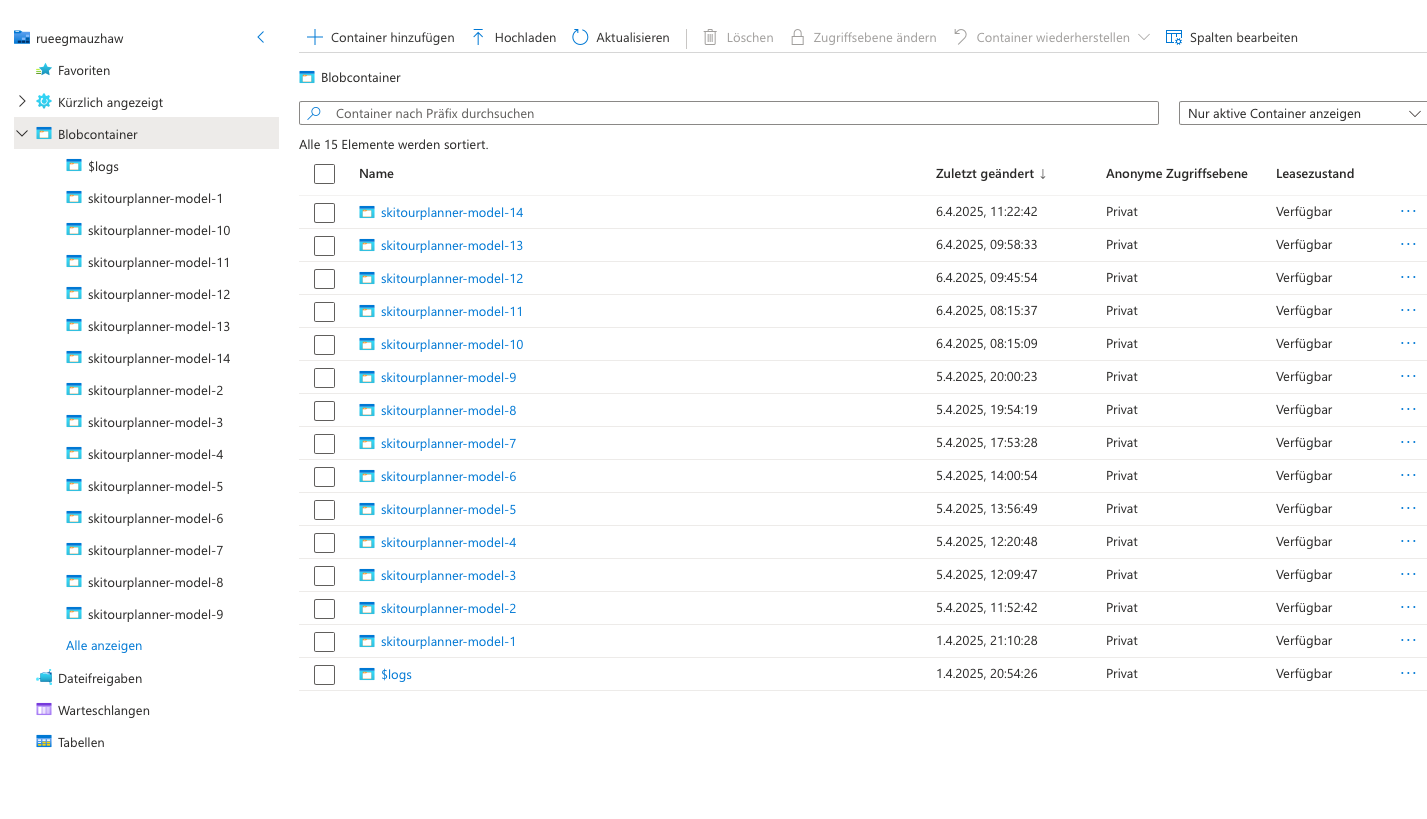 rueegmauzhaw
Favoriten
Kürzlich angezeigt
Blobcontainer
$logs
skitourplanner-model-1
skitourplanner-model-10
skitourplanner-model-11
skitourplanner-model-12
skitourplanner-model-13
skitourplanner-model-14
skitourplanner-model-2
skitourplanner-model-3
skitourplanner-model-4
skitourplanner-model-5
skitourplanner-model-6
skitourplanner-model-7
skitourplanner-model-8
skitourplanner-model-9
Alle anzeigen
Dateifreigaben
Warteschlangen
Tabellen
Container hinzufügen Hochladen Aktualisieren Löschen Zugriffsebene ändern Container wiederherstellen Spalten bearbeiten
Blobcontainer
Container nach Präfix durchsuchen Nur aktive Container anzeigen
Alle 15 Elemente werden sortiert.
Name Zuletzt geändert ↓ Anonyme Zugriffsebene Leasezustand
skitourplanner-model-14 6.4.2025, 11:22:42 Privat Verfügbar ...
skitourplanner-model-13 6.4.2025, 09:58:33 Privat Verfügbar ...
skitourplanner-model-12 6.4.2025, 09:45:54 Privat Verfügbar ...
skitourplanner-model-11 6.4.2025, 08:15:37 Privat Verfügbar ...
skitourplanner-model-10 6.4.2025, 08:15:09 Privat Verfügbar ...
skitourplanner-model-9 5.4.2025, 20:00:23 Privat Verfügbar ...
skitourplanner-model-8 5.4.2025, 19:54:19 Privat Verfügbar ...
skitourplanner-model-7 5.4.2025, 17:53:28 Privat Verfügbar ...
skitourplanner-model-6 5.4.2025, 14:00:54 Privat Verfügbar ...
skitourplanner-model-5 5.4.2025, 13:56:49 Privat Verfügbar ...
skitourplanner-model-4 5.4.2025, 12:20:48 Privat Verfügbar ...
skitourplanner-model-3 5.4.2025, 12:09:47 Privat Verfügbar ...
skitourplanner-model-2 5.4.2025, 11:52:42 Privat Verfügbar ...
skitourplanner-model-1 1.4.2025, 21:10:28 Privat Verfügbar ...
$logs 1.4.2025, 20:54:26 Privat Verfügbar ...